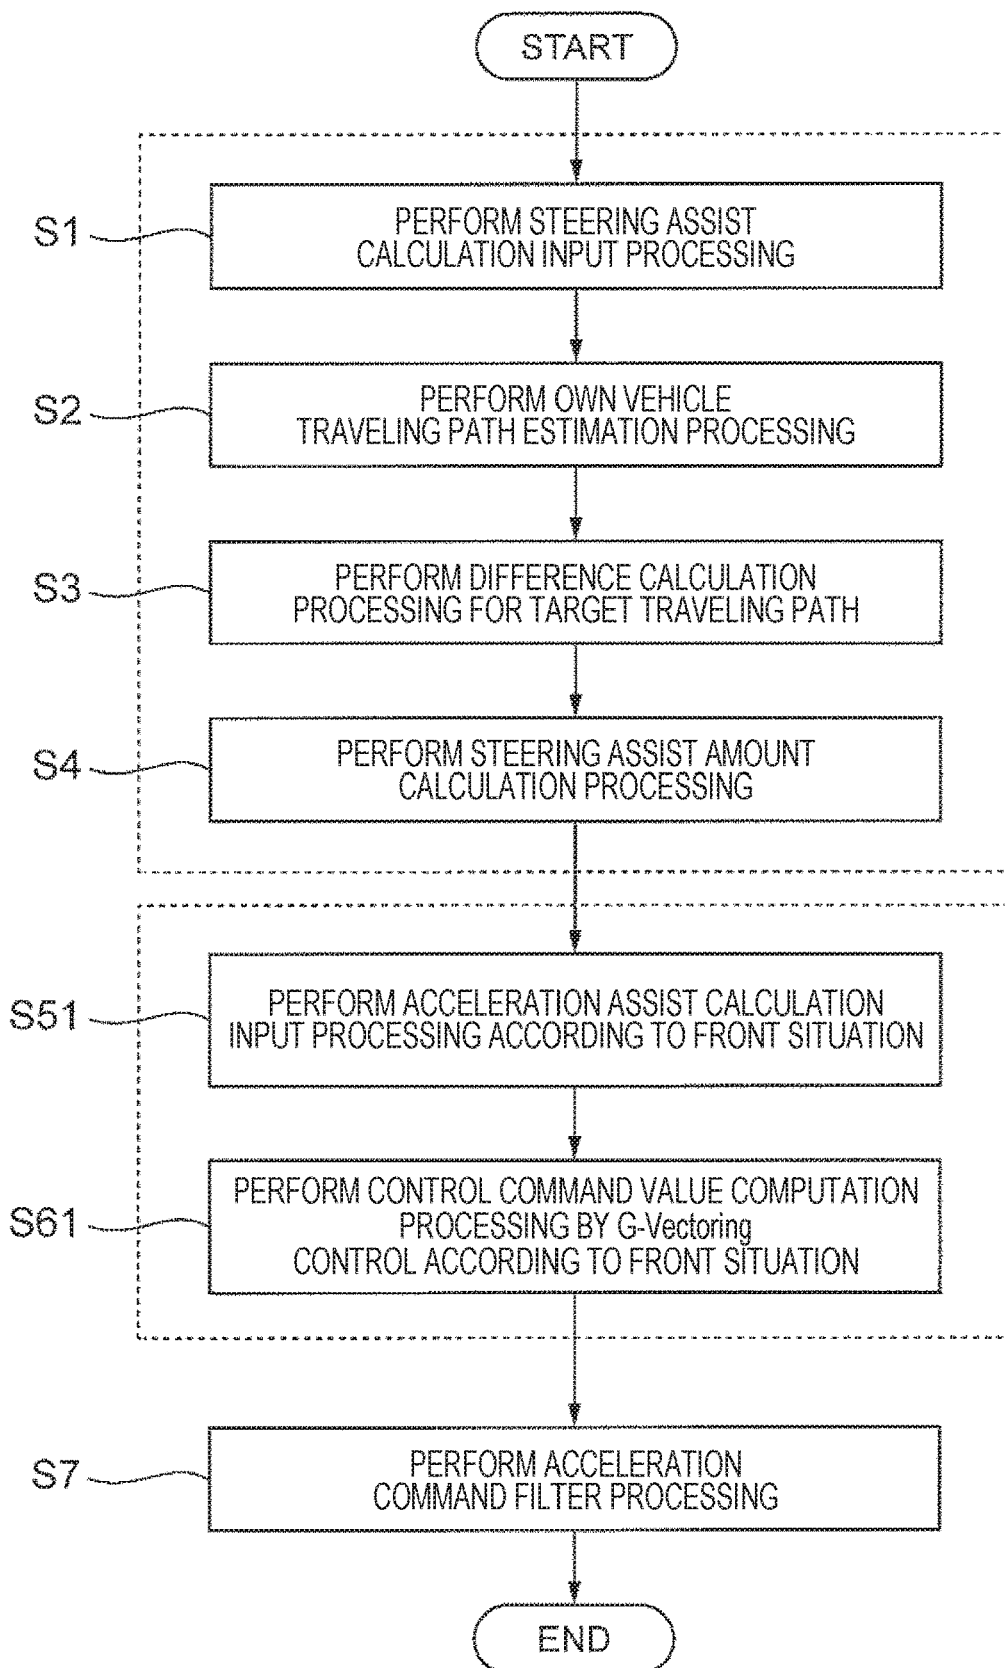 START
S1
PERFORM STEERING ASSIST
CALCULATION INPUT PROCESSING
S2
PERFORM OWN VEHICLE
TRAVELING PATH ESTIMATION PROCESSING
S3
PERFORM DIFFERENCE CALCULATION
PROCESSING FOR TARGET TRAVELING PATH
S4
PERFORM STEERING ASSIST AMOUNT
CALCULATION PROCESSING
S51
PERFORM ACCELERATION ASSIST CALCULATION
INPUT PROCESSING ACCORDING TO FRONT SITUATION
S61
PERFORM CONTROL COMMAND VALUE COMPUTATION
PROCESSING BY G-Vectoring
CONTROL ACCORDING TO FRONT SITUATION
S7
PERFORM ACCELERATION
COMMAND FILTER PROCESSING
END